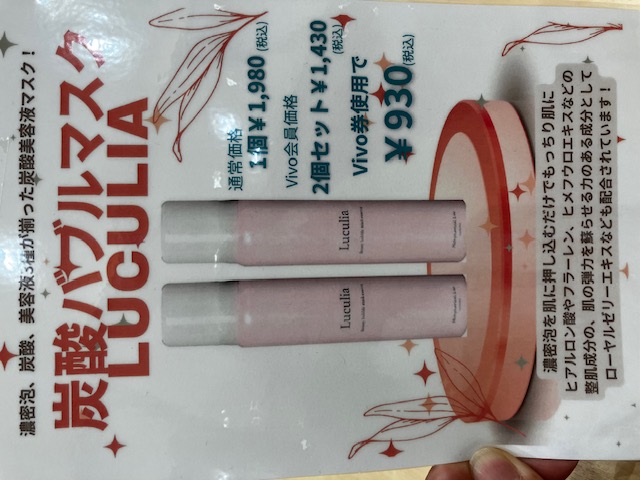 濃密泡、炭酸、美容液3種が揃った炭酸美容液マスク！
炭酸バブルマスク
LUCULIA
通常価格
1個￥1,980(税込)
Vivo会員価格
2個セット￥1,430(税込)
Vivo券使用で
￥930(税込)
Luculia
Luculia
濃密泡を肌に押し込むだけでもっちり肌に
ヒアルロン酸やフラーレン、ヒメフウロエキスなどの
整肌成分の、肌の弾力を蘇らせる力のある成分として
ローヤルゼリーエキスなども配合されています！